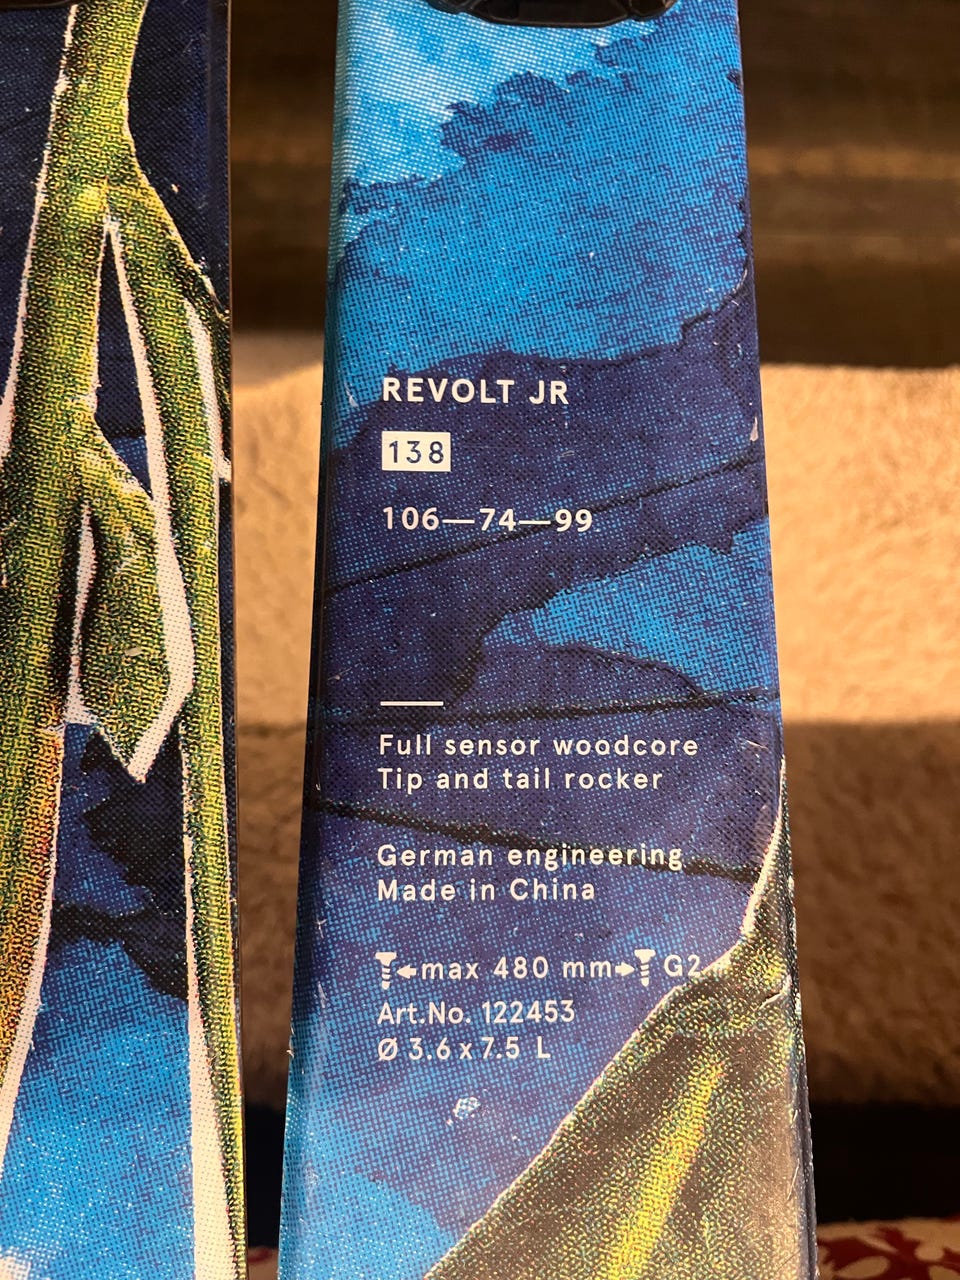 REVOLT JR
138
106—74—99
Full sensor woodcore
Tip and tail rocker
German engineering
Made in China
max 480 mm G2
Art.No. 122453
Ø 3.6 x 7.5 L